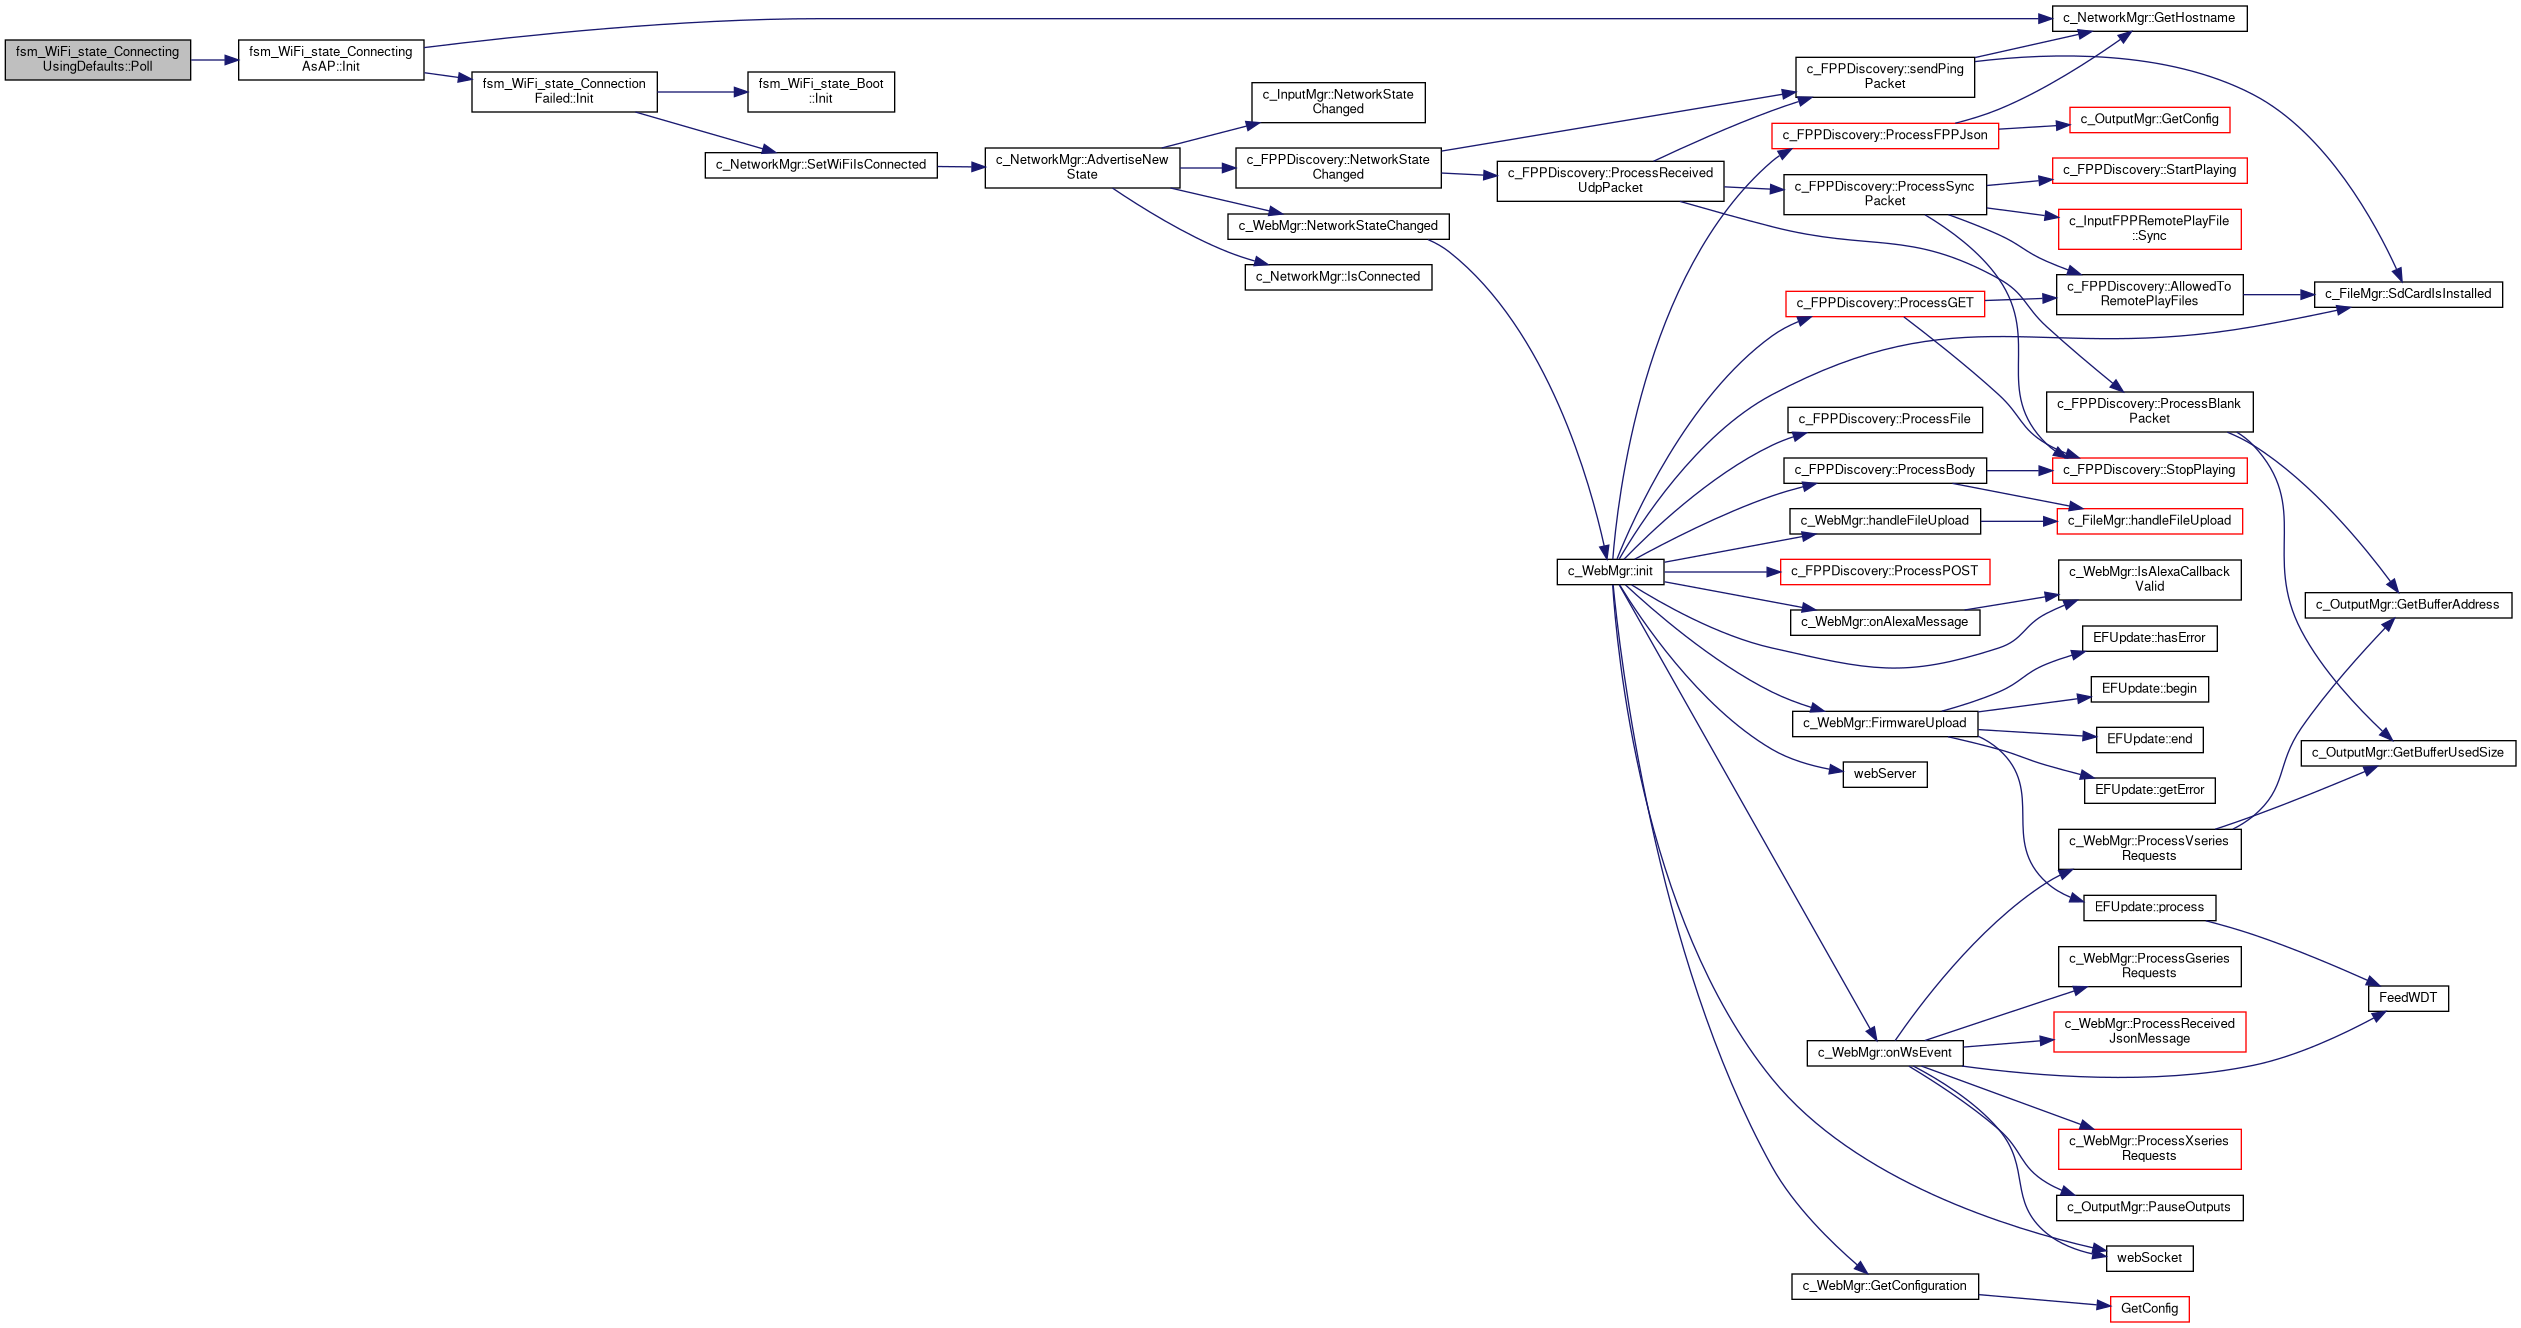 fsm_WiFi_state_Connecting
UsingDefaults::Poll
fsm_WiFi_state_Connecting
AsAP::Init
c_NetworkMgr::GetHostname
fsm_WiFi_state_Connection
Failed::Init
fsm_WiFi_state_Boot
::Init
c_NetworkMgr::SetWiFiIsConnected
c_NetworkMgr::AdvertiseNew
State
c_InputMgr::NetworkState
Changed
c_FPPDiscovery::NetworkState
Changed
c_WebMgr::NetworkStateChanged
c_NetworkMgr::IsConnected
c_FPPDiscovery::ProcessReceived
UdpPacket
c_FPPDiscovery::sendPing
Packet
c_FPPDiscovery::ProcessFPPJson
c_OutputMgr::GetConfig
c_FPPDiscovery::ProcessSync
Packet
c_FPPDiscovery::StartPlaying
c_InputFPPRemotePlayFile
::Sync
c_FPPDiscovery::AllowedTo
RemotePlayFiles
c_FPPDiscovery::ProcessGET
c_FileMgr::SdCardIsInstalled
c_FPPDiscovery::ProcessBlank
Packet
c_FPPDiscovery::ProcessFile
c_FPPDiscovery::ProcessBody
c_FPPDiscovery::StopPlaying
c_WebMgr::handleFileUpload
c_FileMgr::handleFileUpload
c_WebMgr::init
c_FPPDiscovery::ProcessPOST
c_WebMgr::IsAlexaCallback
Valid
c_WebMgr::onAlexaMessage
c_OutputMgr::GetBufferAddress
EFUpdate::hasError
EFUpdate::begin
c_WebMgr::FirmwareUpload
EFUpdate::end
c_OutputMgr::GetBufferUsedSize
webServer
EFUpdate::getError
c_WebMgr::ProcessVseries
Requests
EFUpdate::process
c_WebMgr::ProcessGseries
Requests
FeedWDT
c_WebMgr::ProcessReceived
JsonMessage
c_WebMgr::onWsEvent
c_WebMgr::ProcessXseries
Requests
c_OutputMgr::PauseOutputs
webSocket
c_WebMgr::GetConfiguration
GetConfig